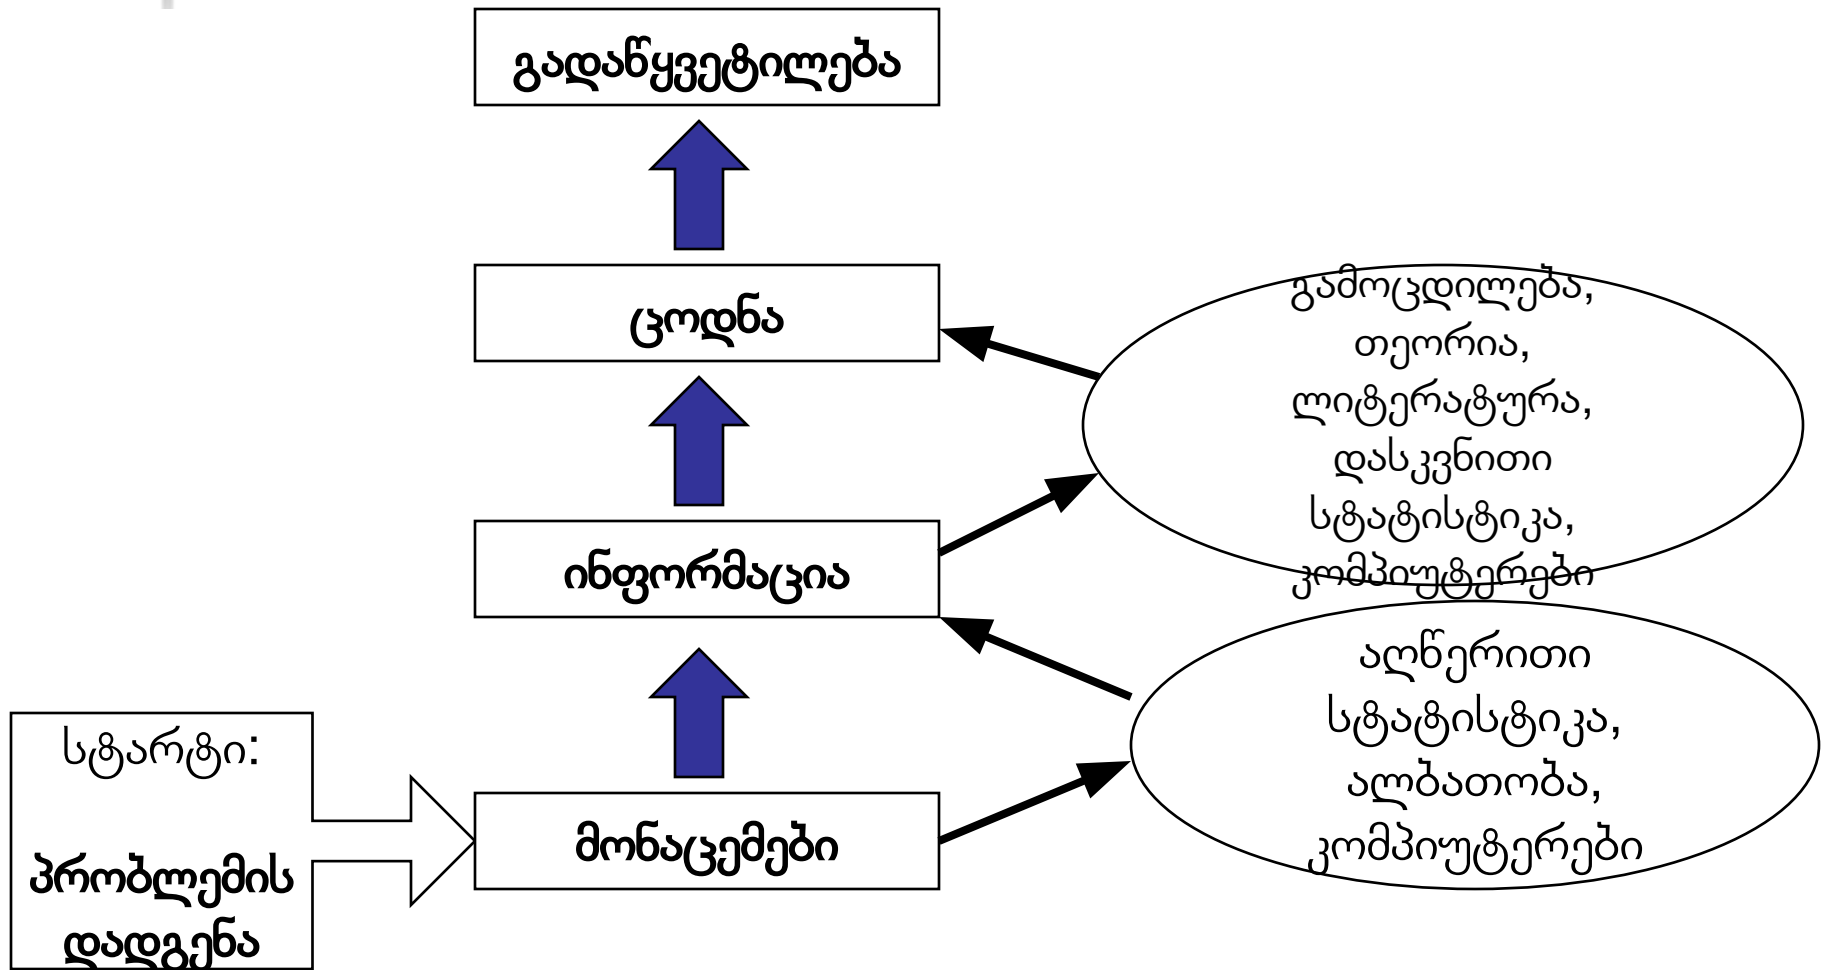 გადაწყვეტილება
ცოდნა
გამოცდილება,
თეორია,
ლიტერატურა,
დასკვნითი
სტატისტიკა,
კომპიუტერები
ინფორმაცია
აღწერითი
სტატისტიკა,
ალბათობა,
კომპიუტერები
სტარტი:
პრობლემის
დადგენა
მონაცემები